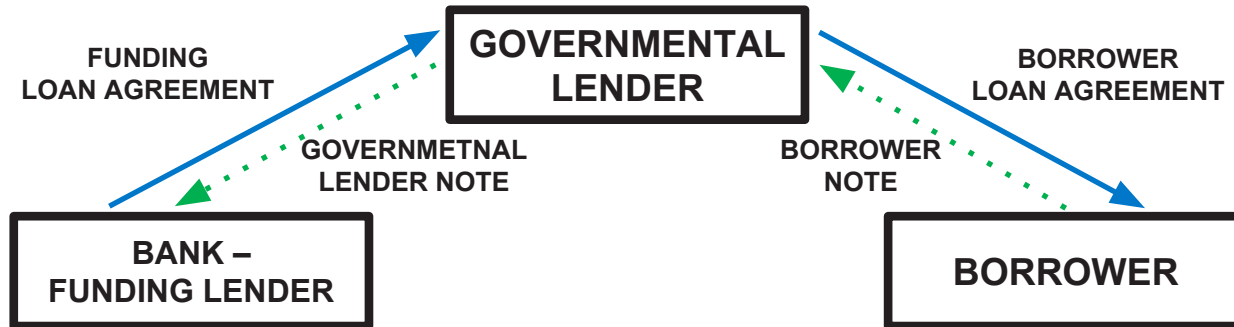 GOVERNMENTAL
LENDER
FUNDING
LOAN AGREEMENT
BORROWER
LOAN AGREEMENT
GOVERNMETNAL
LENDER NOTE
BORROWER
NOTE
BANK –
FUNDING LENDER
BORROWER